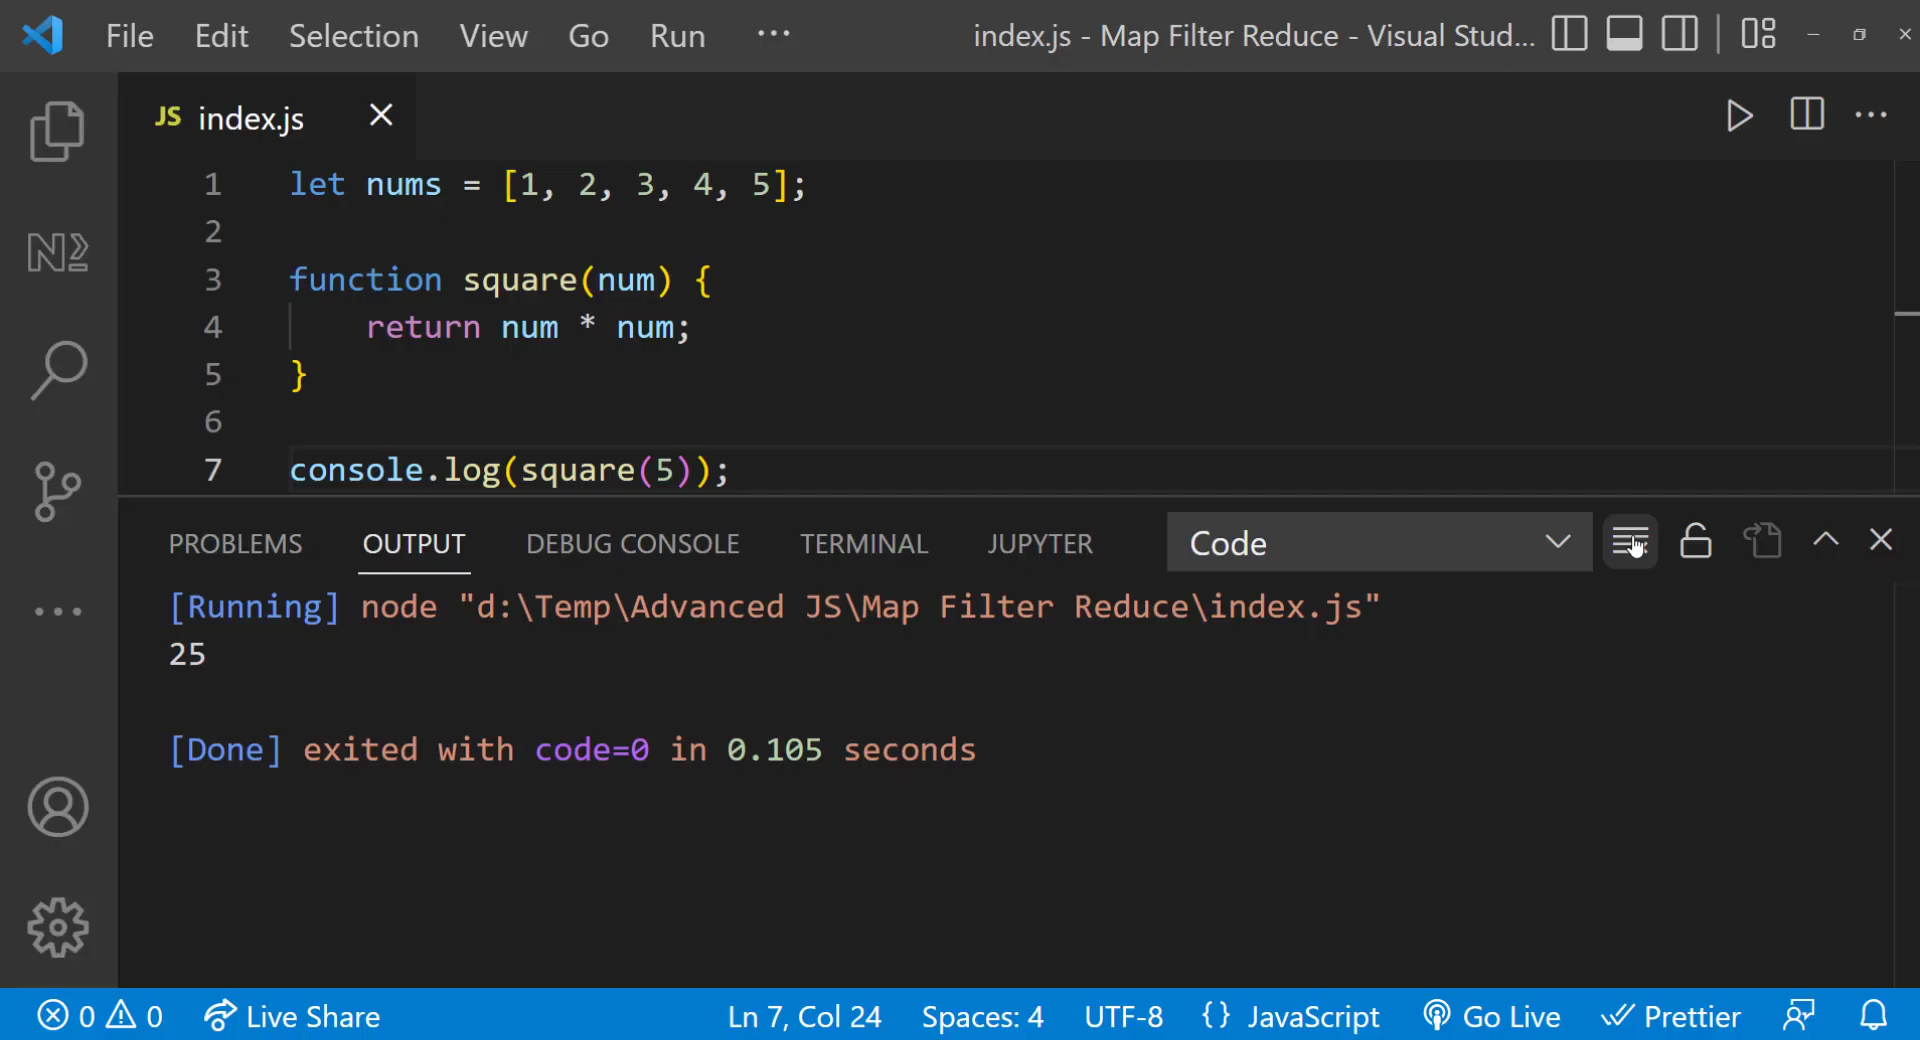 File Edit Selection View Go Run ··· index.js - Map Filter Reduce - Visual Stud...
JS index.js
1 let nums = [1, 2, 3, 4, 5];
2
3 function square(num) {
4     return num * num;
5 }
6
7 console.log(square(5));
PROBLEMS OUTPUT DEBUG CONSOLE TERMINAL JUPYTER Code
[Running] node "d:\Temp\Advanced JS\Map Filter Reduce\index.js"
25
[Done] exited with code=0 in 0.105 seconds
0 0 Live Share Ln 7, Col 24 Spaces: 4 UTF-8 {} JavaScript Go Live Prettier